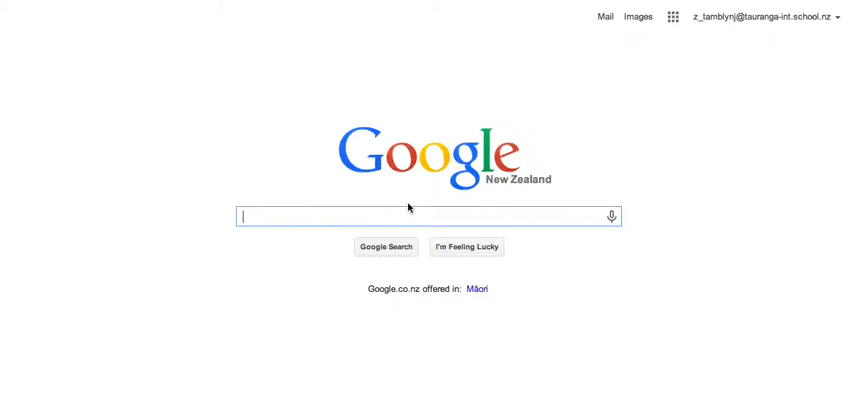 Mail Images z_tamblynj@tauranga-int.school.nz
Google
New Zealand
Google Search I'm Feeling Lucky
Google.co.nz offered in: Māori